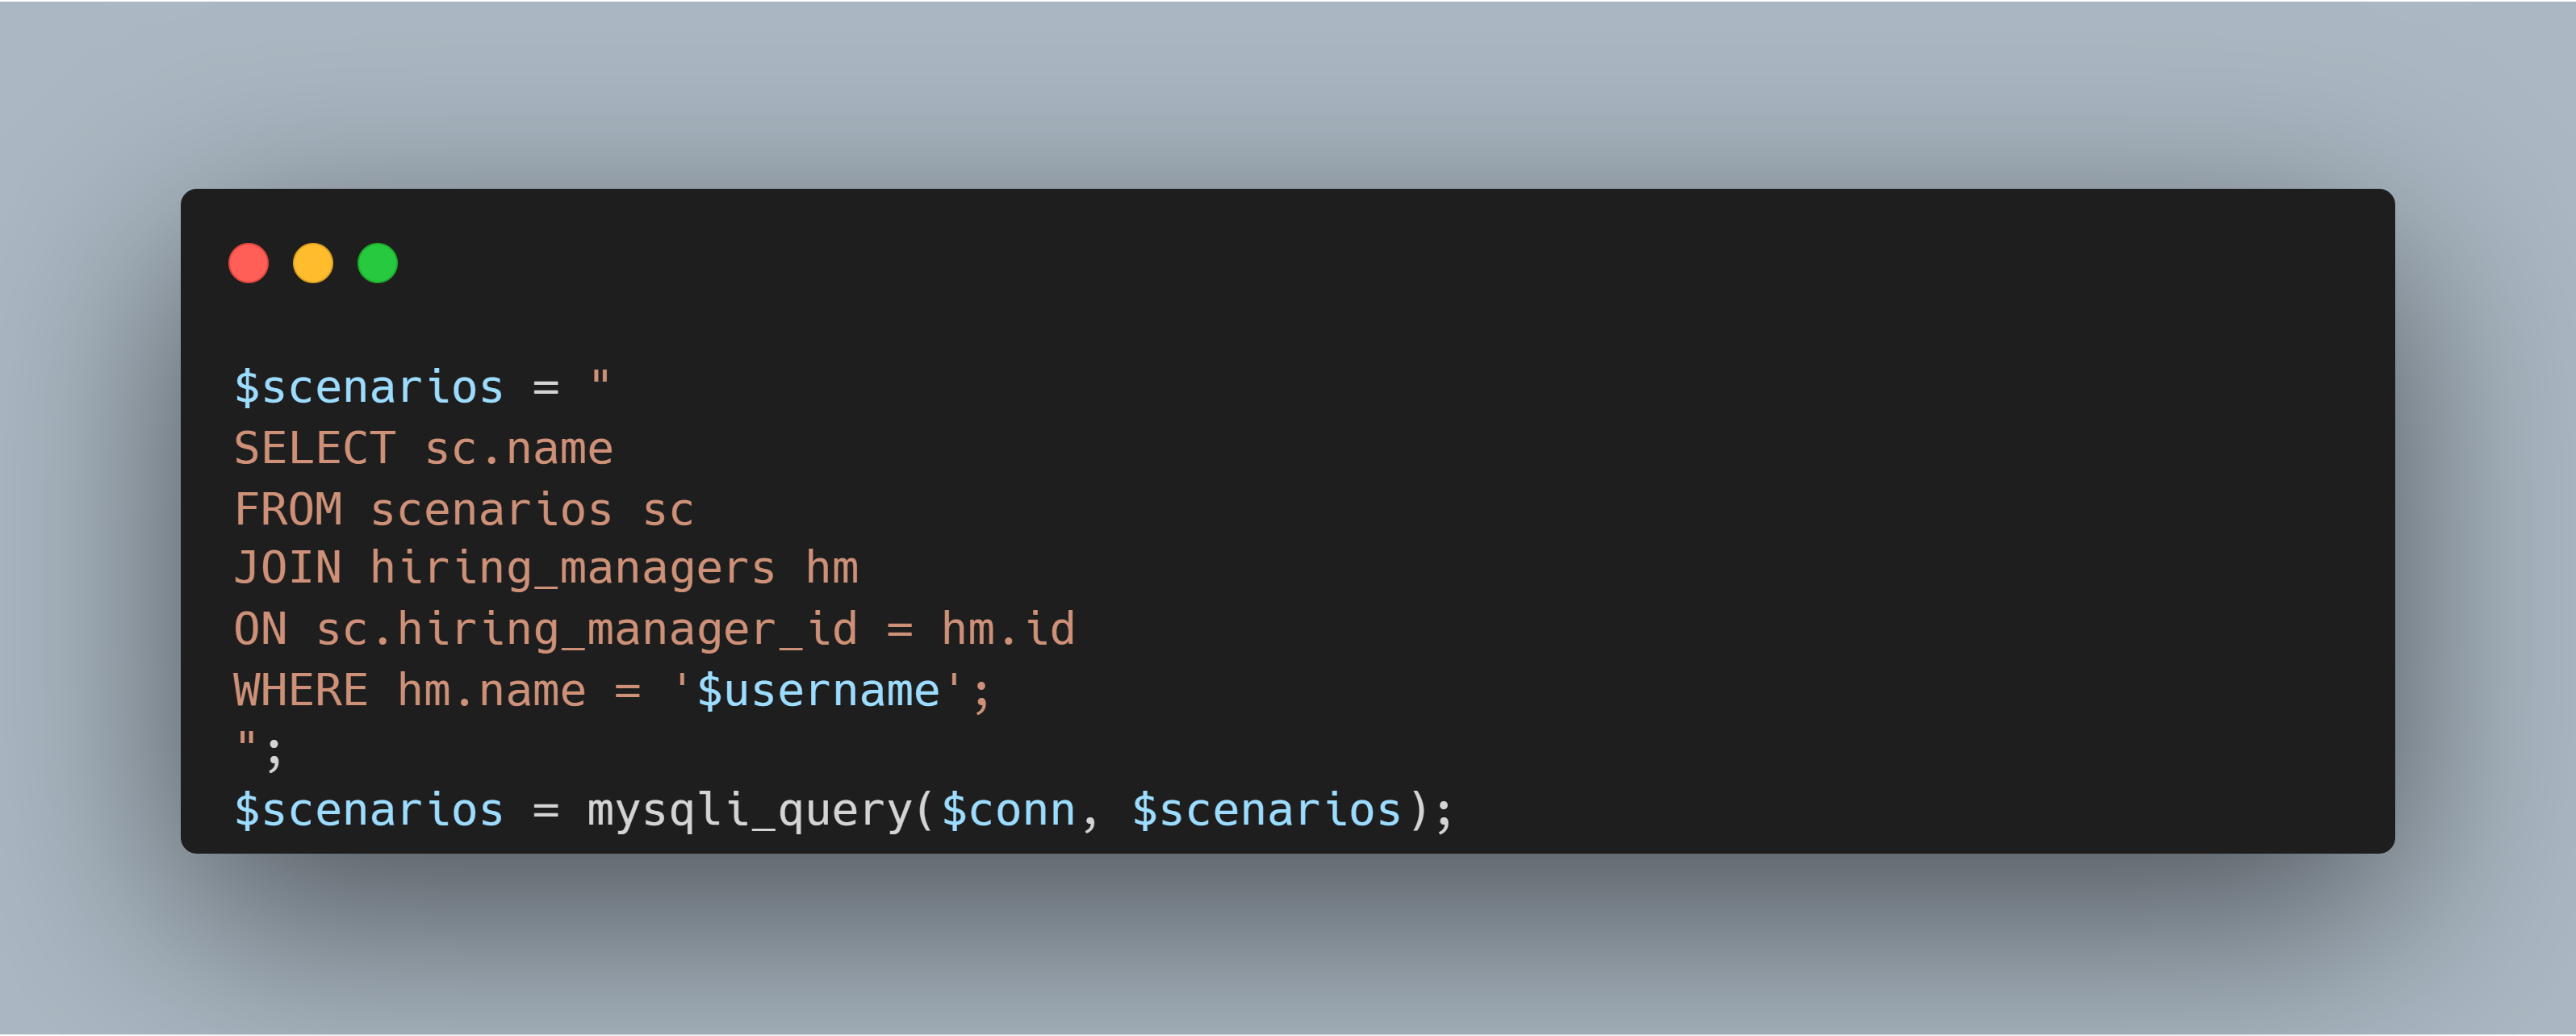 $scenarios = "
SELECT sc.name
FROM scenarios sc
JOIN hiring_managers hm
ON sc.hiring_manager_id = hm.id
WHERE hm.name = '$username';
";
$scenarios = mysqli_query($conn, $scenarios);